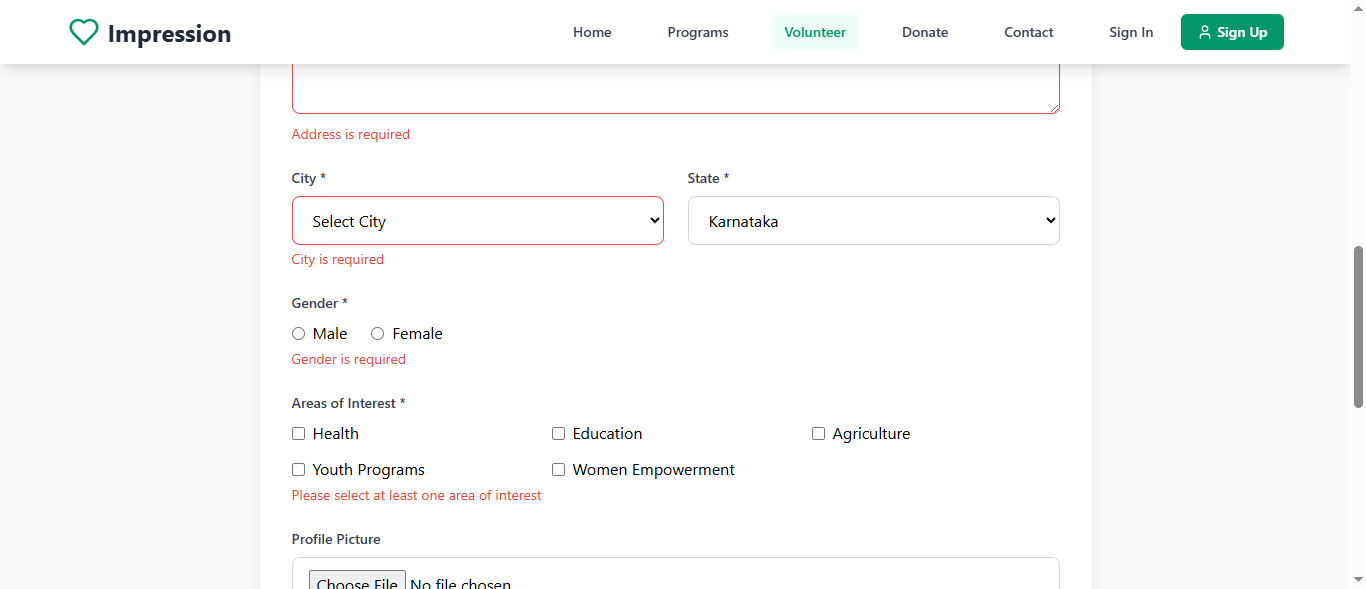 Impression Home Programs Volunteer Donate Contact Sign In Sign Up
Address is required
City * State *
Select City Karnataka
City is required
Gender *
Male Female
Gender is required
Areas of Interest *
Health Education Agriculture
Youth Programs Women Empowerment
Please select at least one area of interest
Profile Picture
Choose File No file chosen